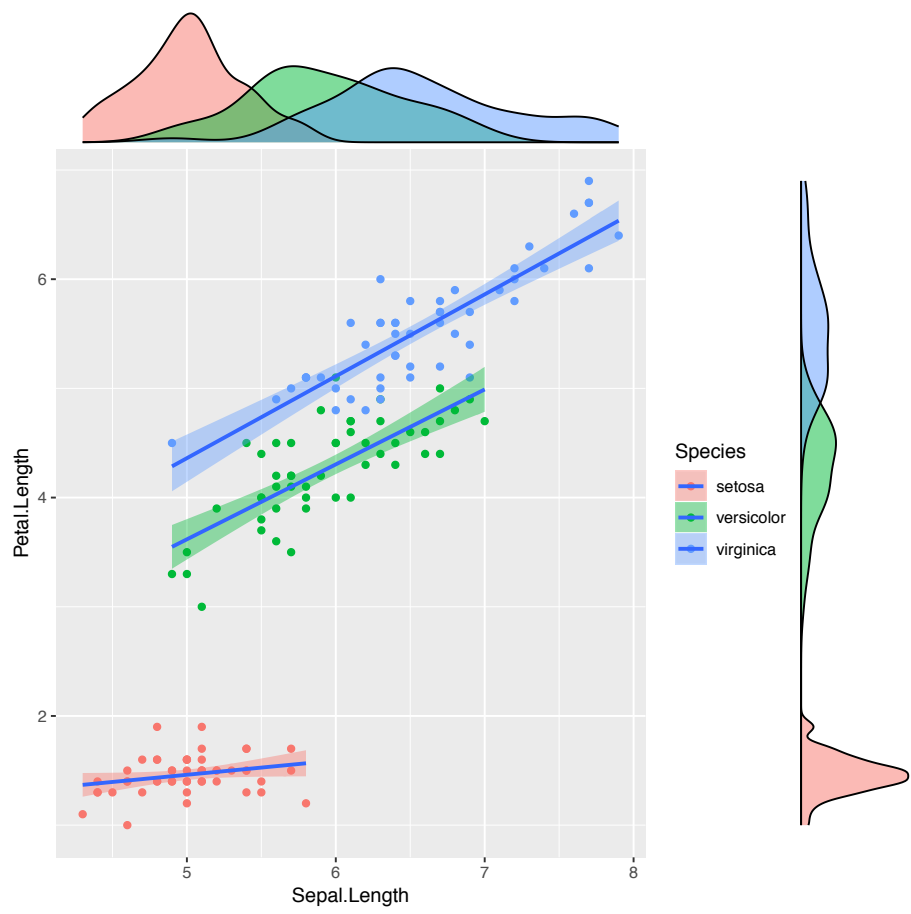 6
4
2
Petal.Length
5 6 7 8
Sepal.Length
Species
setosa
versicolor
virginica